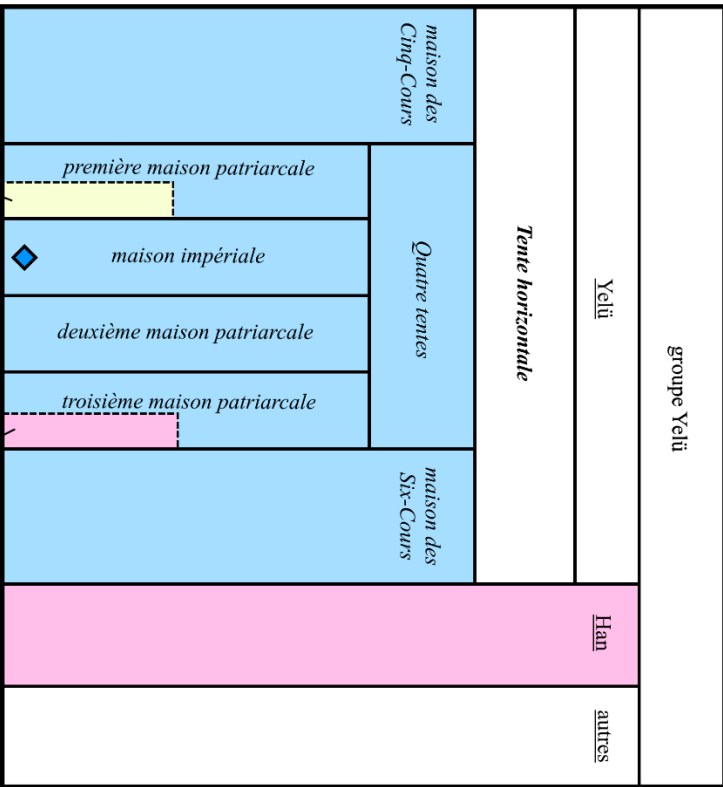 groupe Yelü
Yelü
Han
autres
Tente horizontale
maison des
Cinq-Cours
Quatre tentes
maison des
Six-Cours
première maison patriarcale
maison impériale
deuxième maison patriarcale
troisième maison patriarcale